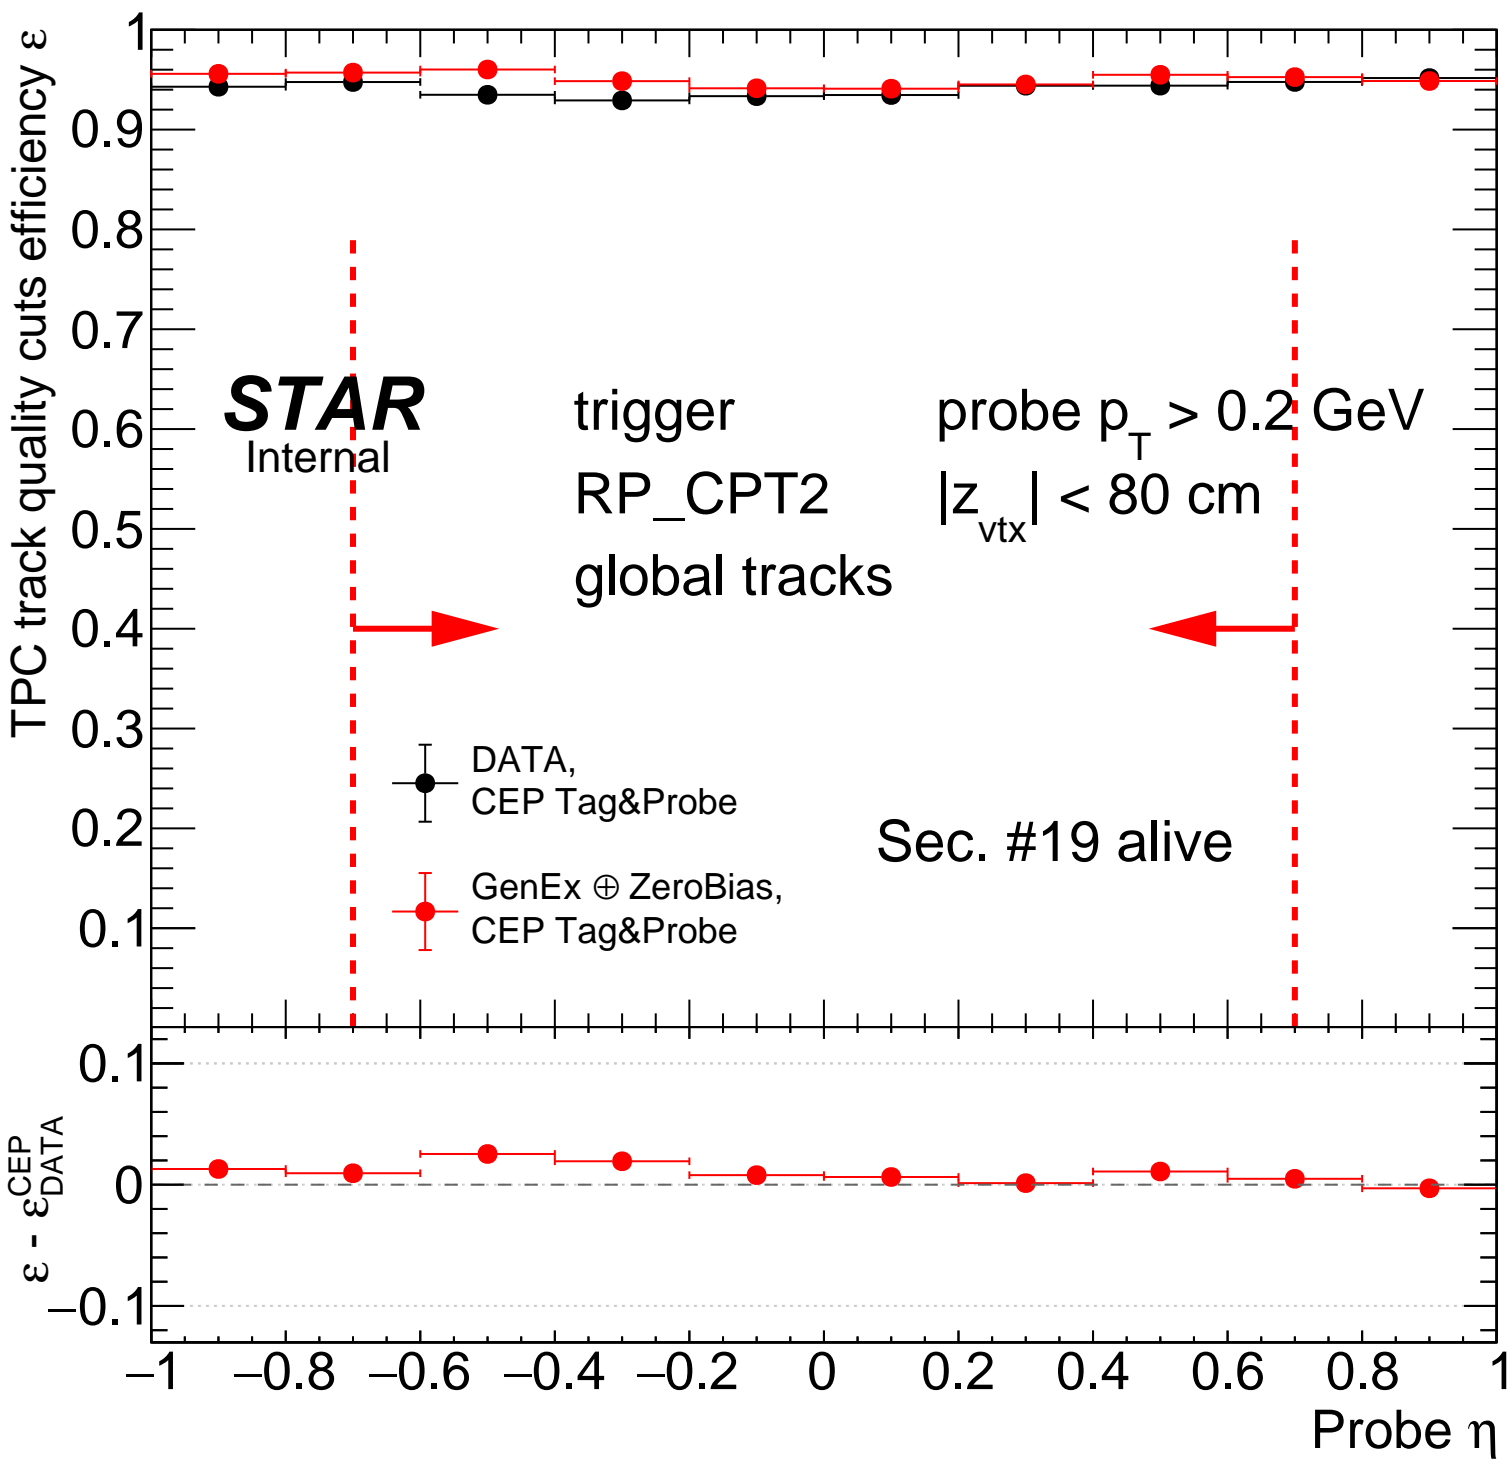 TPC track quality cuts efficiency ε
1
0.9
0.8
0.7
0.6
0.5
0.4
0.3
0.2
0.1
STAR
Internal
trigger
RP_CPT2
global tracks
probe p_T > 0.2 GeV
|z_vtx| < 80 cm
DATA,
CEP Tag&Probe
GenEx ⊕ ZeroBias,
CEP Tag&Probe
Sec. #19 alive
ε - ε_DATA^CEP
0.1
0
−0.1
−1 −0.8 −0.6 −0.4 −0.2 0 0.2 0.4 0.6 0.8 1
Probe η